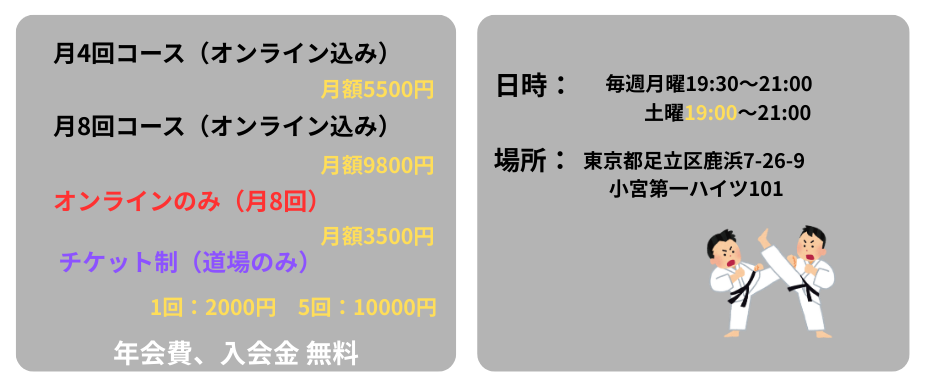 月4回コース（オンライン込み）
月額5500円
月8回コース（オンライン込み）
月額9800円
オンラインのみ（月8回）
月額3500円
チケット制（道場のみ）
1回：2000円　5回：10000円
年会費、入会金 無料
日時：　毎週月曜19:30〜21:00
土曜19:00〜21:00
場所：　東京都足立区鹿浜7-26-9
小宮第一ハイツ101